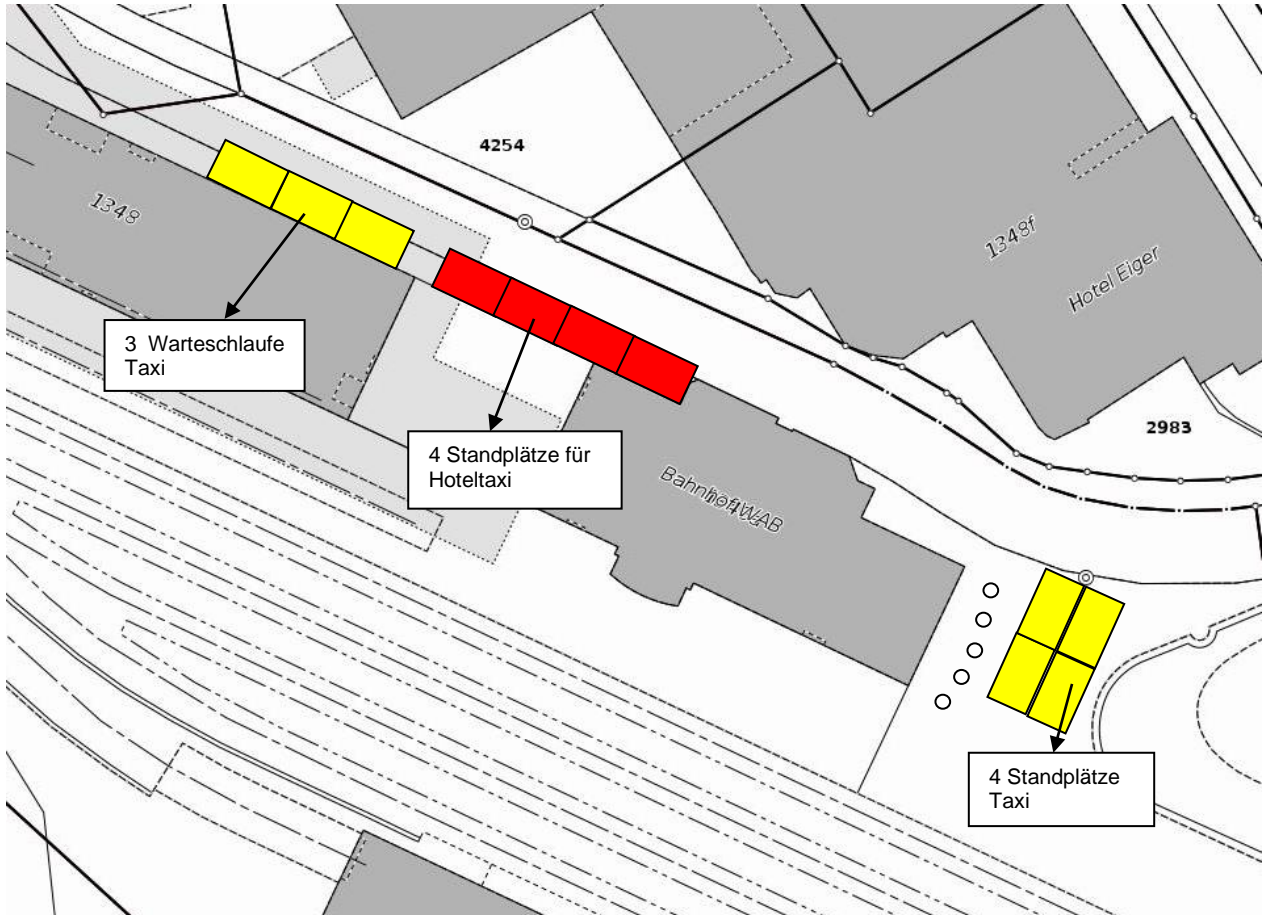 4254
1348
1348f
Hotel Eiger
3 Warteschlaufe
Taxi
2983
4 Standplätze für
Hoteltaxi
Bahnhof WAB
4 Standplätze
Taxi